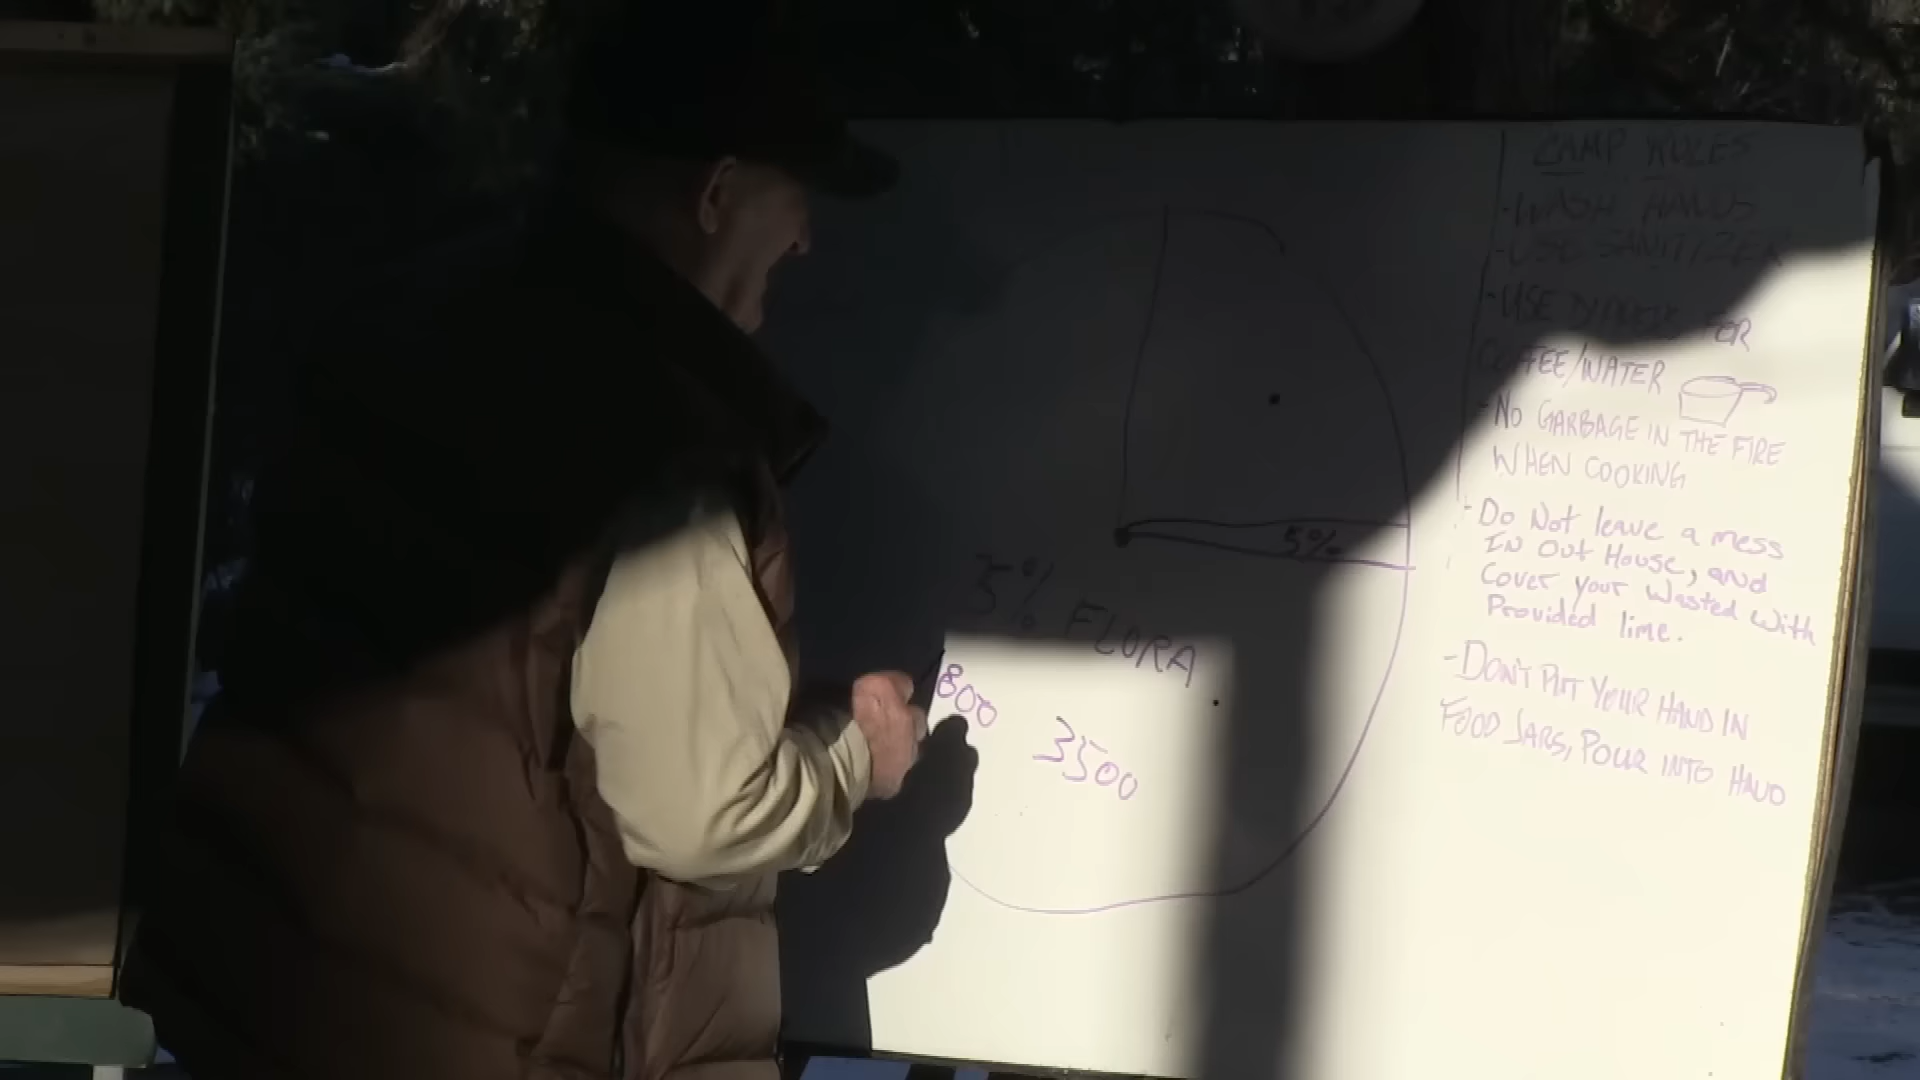 CAMP RULES
- WASH HANDS
- USE SANITIZER
- USE DIPPER FOR
COFFEE/WATER
- NO GARBAGE IN THE FIRE
WHEN COOKING
- Do Not leave a mess
IN Out House, and
Cover your Wasted With
Provided lime.
- DON'T PUT YOUR HAND IN
FOOD JARS, POUR INTO HAND
5%
5% FLORA
800
3500